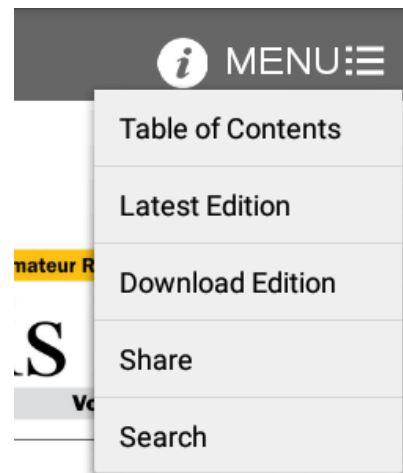 i MENU
Table of Contents
Latest Edition
mateur R
Download Edition
S
Share
Vo
Search